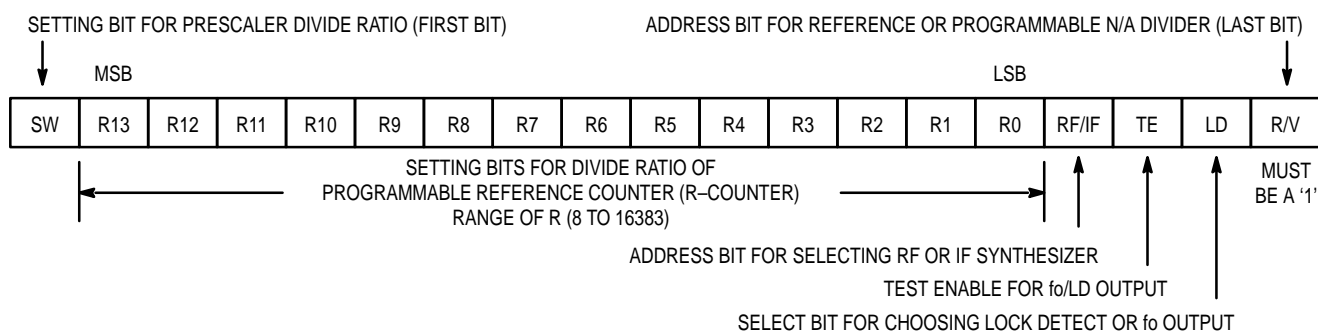 SETTING BIT FOR PRESCALER DIVIDE RATIO (FIRST BIT)
ADDRESS BIT FOR REFERENCE OR PROGRAMMABLE N/A DIVIDER (LAST BIT)
MSB
LSB
SW R13 R12 R11 R10 R9 R8 R7 R6 R5 R4 R3 R2 R1 R0 RF/IF TE LD R/V
SETTING BITS FOR DIVIDE RATIO OF
PROGRAMMABLE REFERENCE COUNTER (R–COUNTER)
RANGE OF R (8 TO 16383)
MUST
BE A ‘1’
ADDRESS BIT FOR SELECTING RF OR IF SYNTHESIZER
TEST ENABLE FOR fo/LD OUTPUT
SELECT BIT FOR CHOOSING LOCK DETECT OR fo OUTPUT